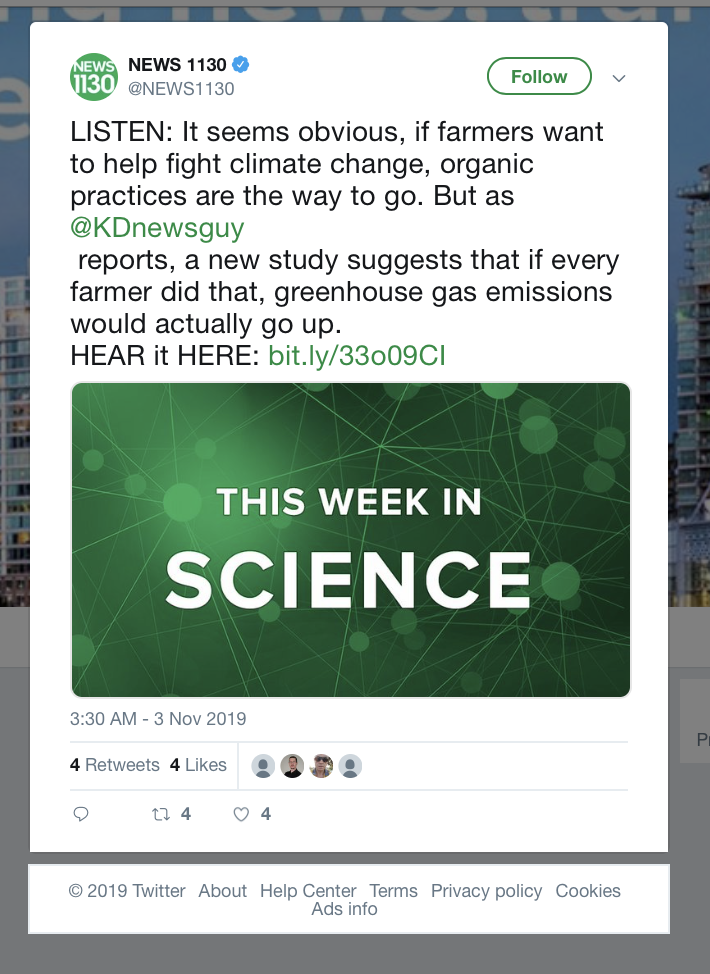 NEWS 1130
@NEWS1130
Follow
NEWS
1130
LISTEN: It seems obvious, if farmers want
to help fight climate change, organic
practices are the way to go. But as
@KDnewsguy
reports, a new study suggests that if every
farmer did that, greenhouse gas emissions
would actually go up.
HEAR it HERE: bit.ly/33o09CI
THIS WEEK IN
SCIENCE
3:30 AM - 3 Nov 2019
4 Retweets 4 Likes
4 4
© 2019 Twitter About Help Center Terms Privacy policy Cookies
Ads info